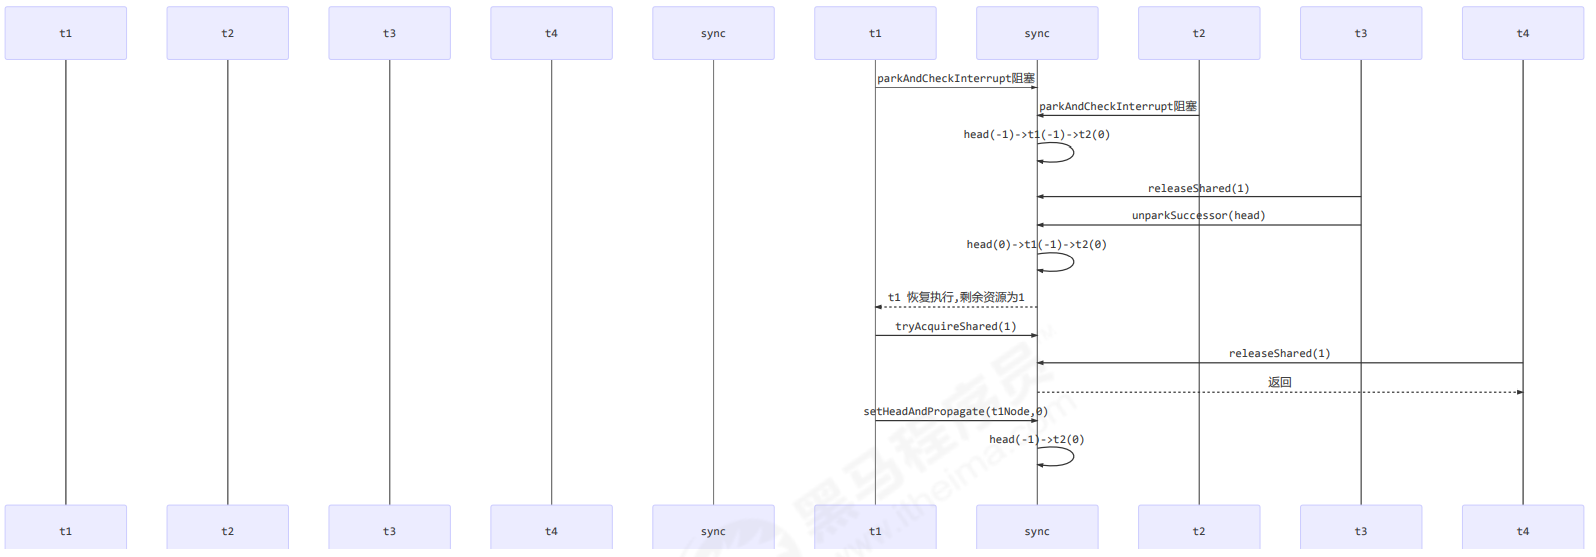 t1 t2 t3 t4 sync t1 sync t2 t3 t4
parkAndCheckInterrupt阻塞
parkAndCheckInterrupt阻塞
head(-1)->t1(-1)->t2(0)
releaseShared(1)
unparkSuccessor(head)
head(0)->t1(-1)->t2(0)
t1 恢复执行,剩余资源为1
tryAcquireShared(1)
releaseShared(1)
返回
setHeadAndPropagate(t1Node,0)
head(-1)->t2(0)
t1 t2 t3 t4 sync t1 sync t2 t3 t4
黑马程序员
www.itheima.com